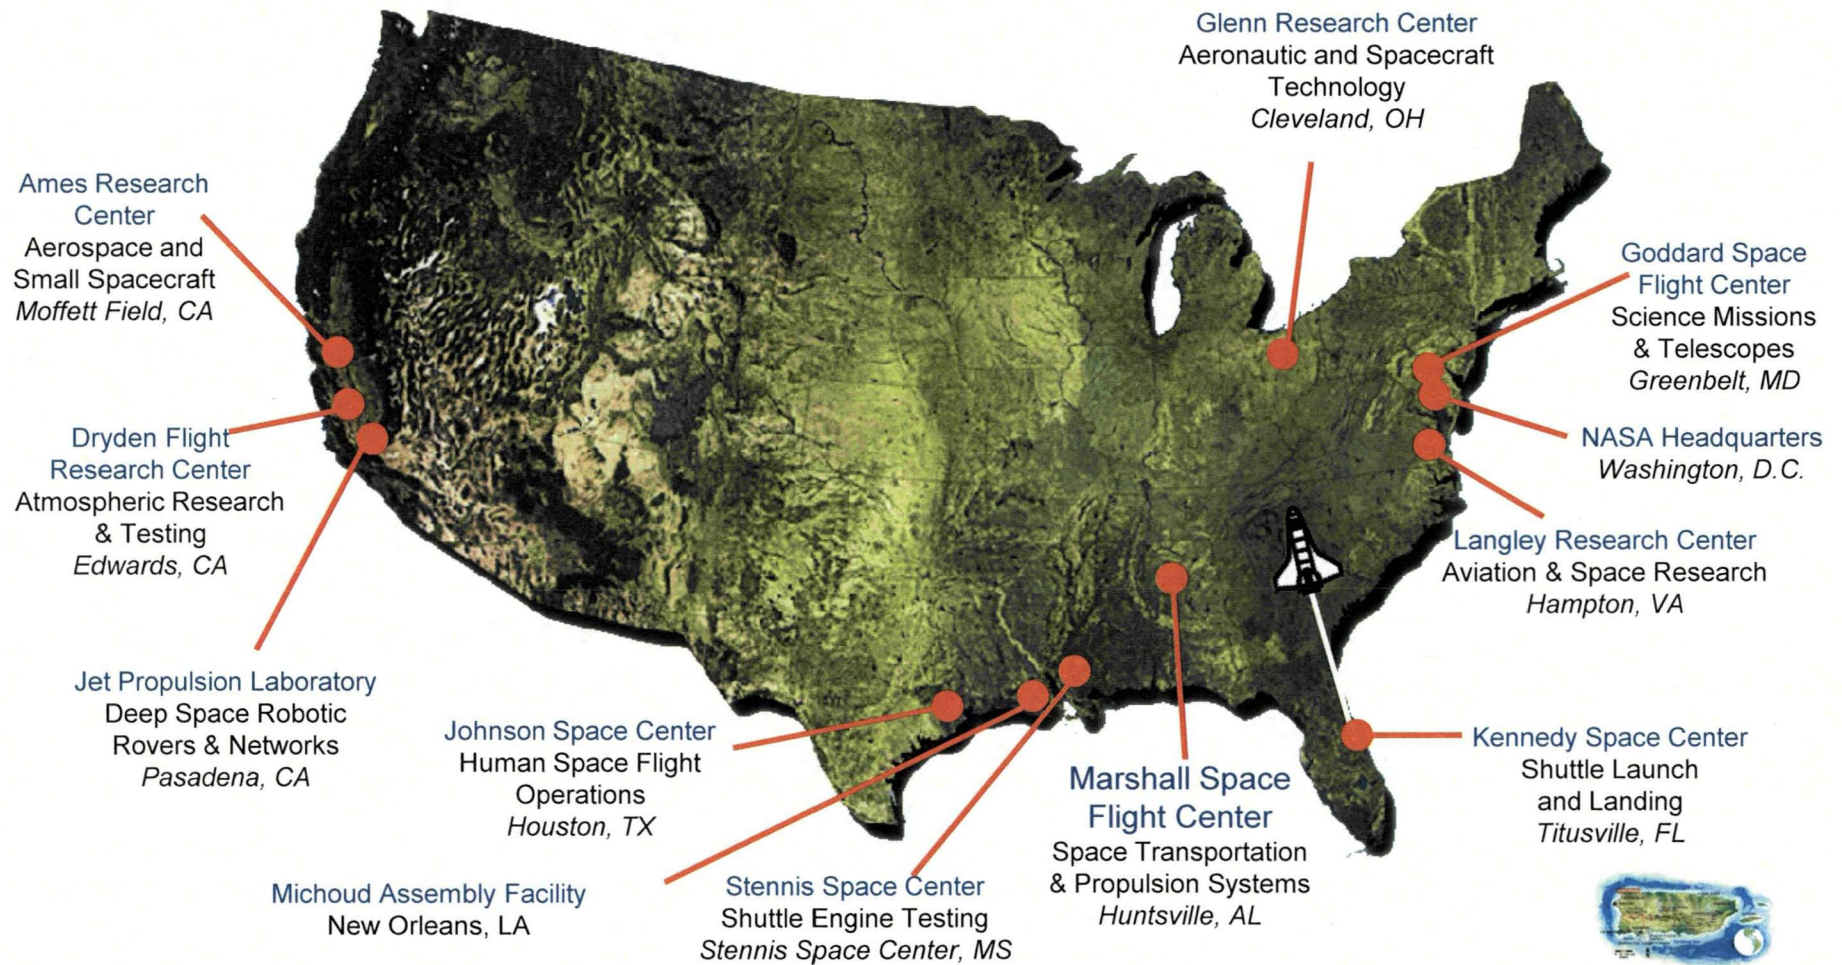 Glenn Research Center
Aeronautic and Spacecraft
Technology
Cleveland, OH
Ames Research
Center
Aerospace and
Small Spacecraft
Moffett Field, CA
Goddard Space
Flight Center
Science Missions
& Telescopes
Greenbelt, MD
Dryden Flight
Research Center
Atmospheric Research
& Testing
Edwards, CA
NASA Headquarters
Washington, D.C.
Langley Research Center
Aviation & Space Research
Hampton, VA
Jet Propulsion Laboratory
Deep Space Robotic
Rovers & Networks
Pasadena, CA
Johnson Space Center
Human Space Flight
Operations
Houston, TX
Marshall Space
Flight Center
Space Transportation
& Propulsion Systems
Huntsville, AL
Kennedy Space Center
Shuttle Launch
and Landing
Titusville, FL
Michoud Assembly Facility
New Orleans, LA
Stennis Space Center
Shuttle Engine Testing
Stennis Space Center, MS